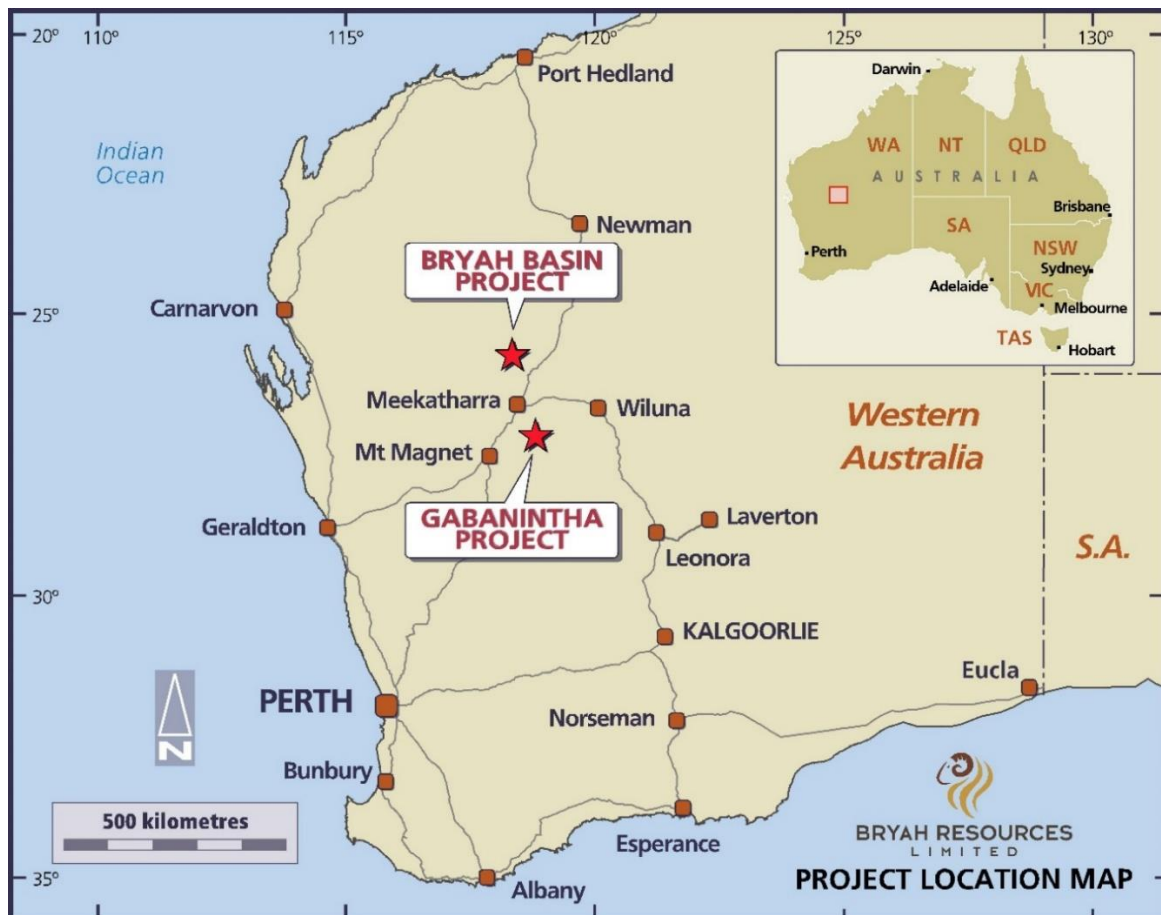 20°
110°
115°
120°
125°
130°
Port Hedland
Indian
Ocean
Newman
BRYAH BASIN
PROJECT
Carnarvon
25°
Meekatharra
Wiluna
Mt Magnet
Western
Australia
GABANINTHA
PROJECT
Geraldton
Laverton
Leonora
S.A.
30°
KALGOORLIE
Eucla
PERTH
Norseman
N
Bunbury
500 kilometres
Esperance
Albany
35°
Darwin
WA
NT
QLD
AUSTRALIA
Brisbane
SA
Perth
NSW
Sydney
Adelaide
VIC
Melbourne
TAS
Hobart
BRYAH RESOURCES
LIMITED
PROJECT LOCATION MAP